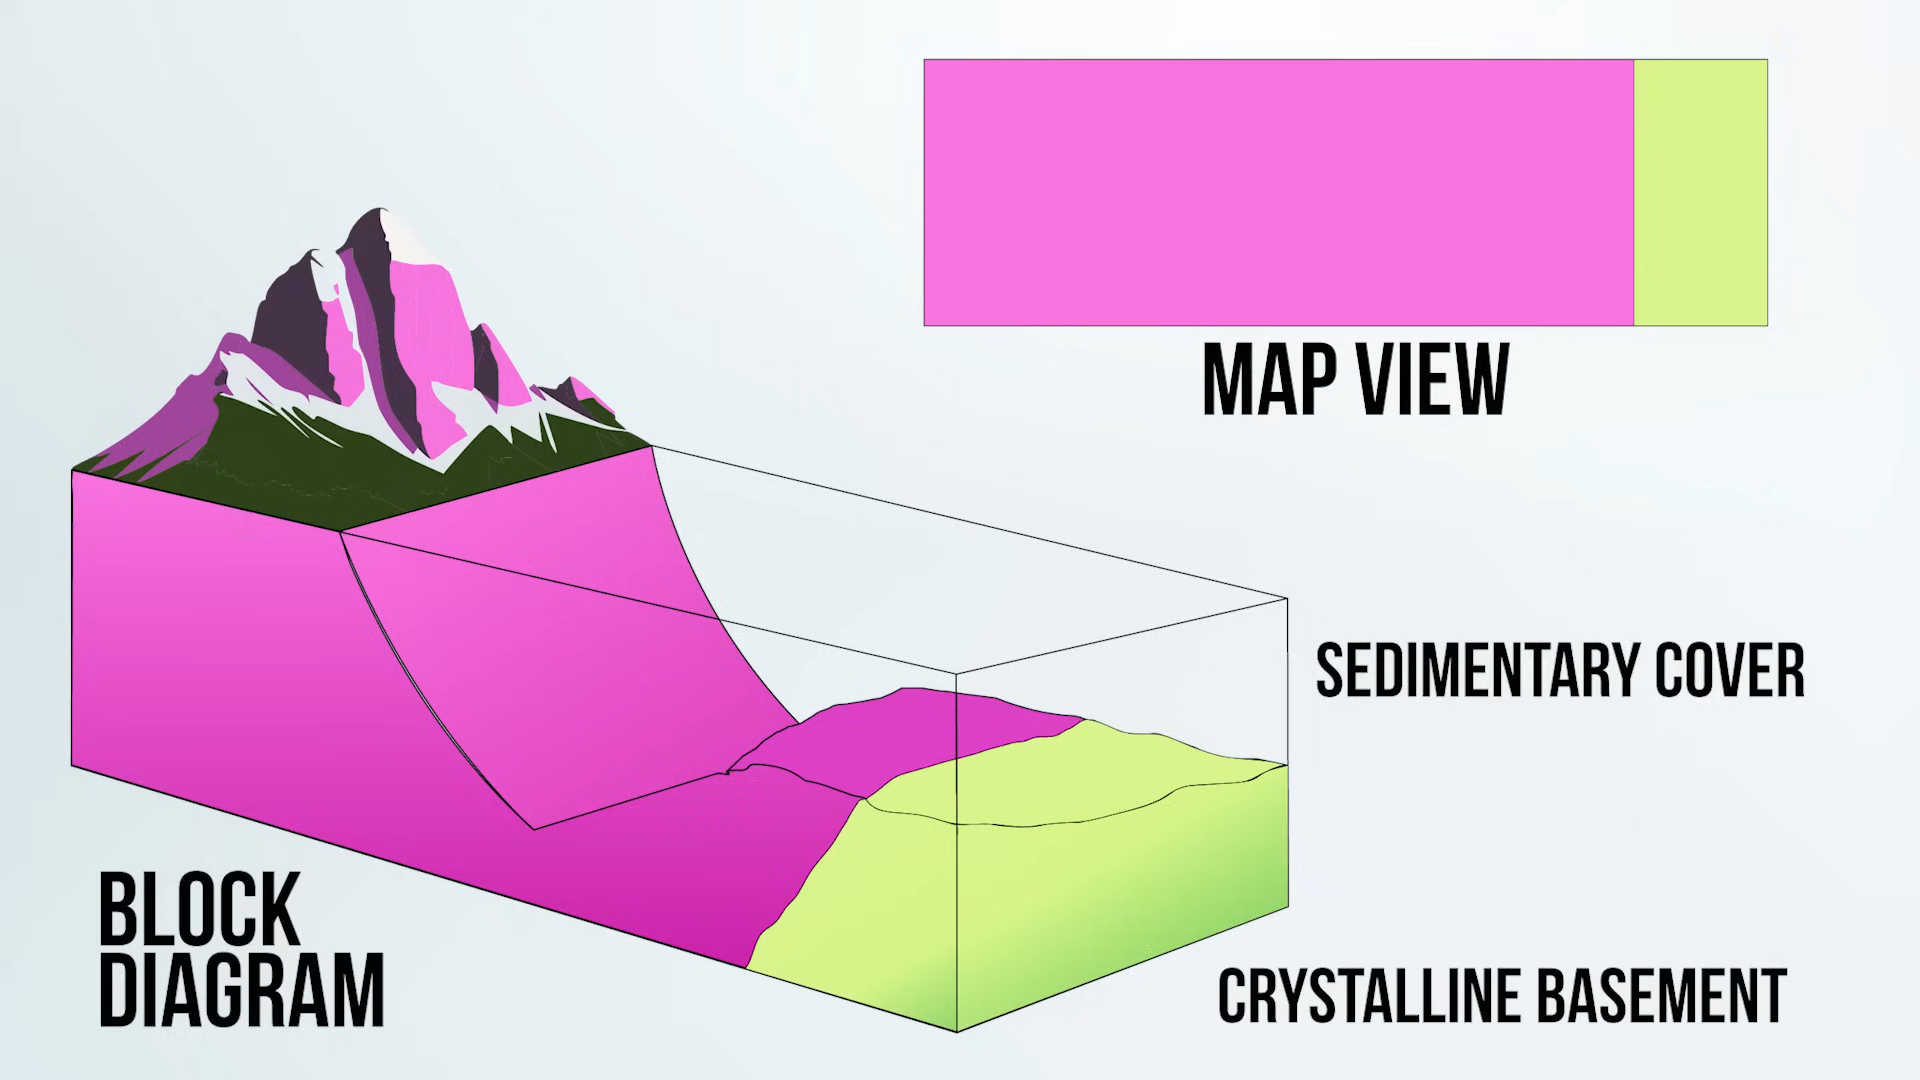 MAP VIEW
SEDIMENTARY COVER
BLOCK
DIAGRAM
CRYSTALLINE BASEMENT